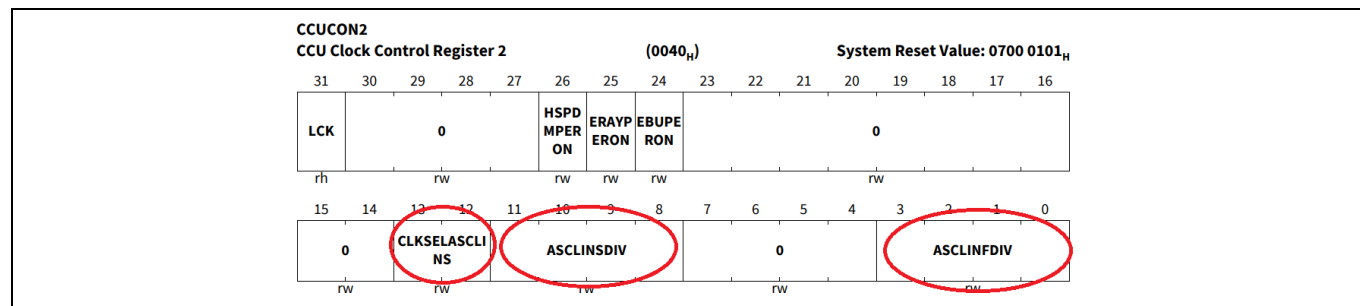 CCUCON2
CCU Clock Control Register 2 (0040H) System Reset Value: 0700 0101H
31 30 29 28 27 26 25 24 23 22 21 20 19 18 17 16
LCK 0 HSPD MPER ON ERAYP ERON EBUPE RON 0
rh rw rw rw rw rw
15 14 13 12 11 10 9 8 7 6 5 4 3 2 1 0
0 CLKSELASCLI NS ASCLINSDIV 0 ASCLINFDIV
rw rw rw rw rw